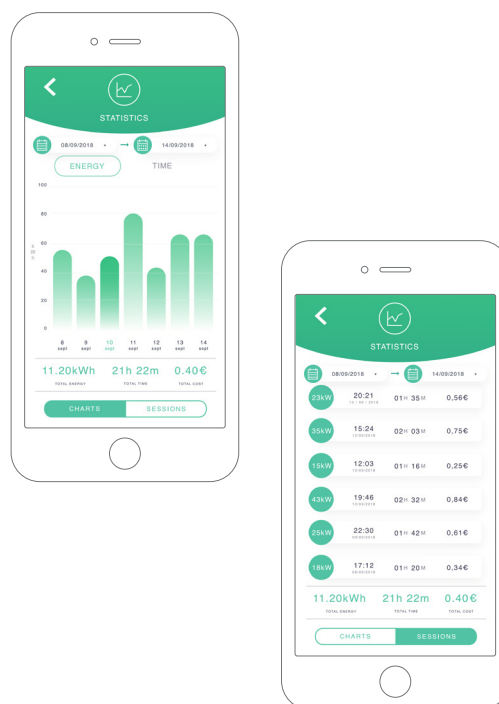 STATISTICS
08/09/2018 → 14/09/2018
ENERGY TIME
100
80
60
40
20
0
8 9 10 11 12 13 14
sept sept sept sept sept sept sept
11.20kWh 21h 22m 0.40€
TOTAL ENERGY TOTAL TIME TOTAL COST
CHARTS SESSIONS
STATISTICS
08/09/2018 → 14/09/2018
23kW 20:21 01H 35M 0,56€
35kW 15:24 02H 03M 0,75€
15kW 12:03 01H 16M 0,25€
43kW 19:46 02H 32M 0,84€
25kW 22:30 01H 42M 0,61€
18kW 17:12 01H 20M 0,34€
11.20kWh 21h 22m 0.40€
TOTAL ENERGY TOTAL TIME TOTAL COST
CHARTS SESSIONS